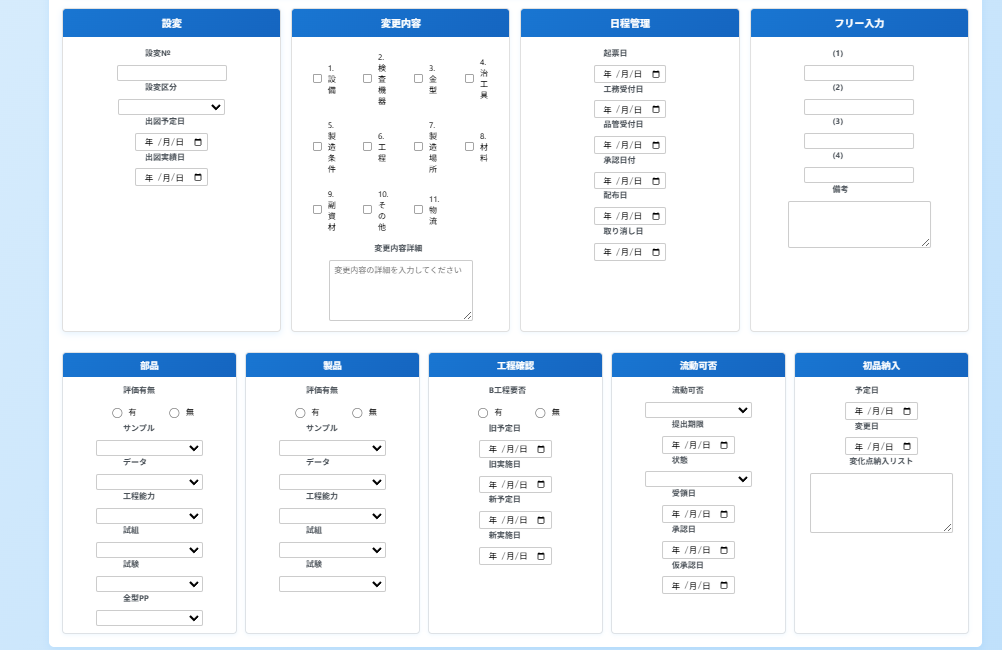 設変
設変№
設変区分
出図予定日
年 /月/日
出図実績日
年 /月/日
変更内容
1.設備
2.検査機器
3.金型
4.治工具
5.製造条件
6.工程
7.製造場所
8.材料
9.副資材
10.その他
11.物流
変更内容詳細
変更内容の詳細を入力してください
日程管理
起票日
年 /月/日
工務受付日
年 /月/日
品管受付日
年 /月/日
承認日付
年 /月/日
配布日
年 /月/日
取り消し日
年 /月/日
フリー入力
(1)
(2)
(3)
(4)
備考
部品
評価有無
有 無
サンプル
データ
工程能力
試組
試験
全型PP
製品
評価有無
有 無
サンプル
データ
工程能力
試組
試験
工程確認
B工程要否
有 無
旧予定日
年 /月/日
旧実施日
年 /月/日
新予定日
年 /月/日
新実施日
年 /月/日
流動可否
流動可否
提出期限
年 /月/日
状態
受領日
年 /月/日
承認日
年 /月/日
仮承認日
年 /月/日
初品納入
予定日
年 /月/日
変更日
年 /月/日
変化点納入リスト